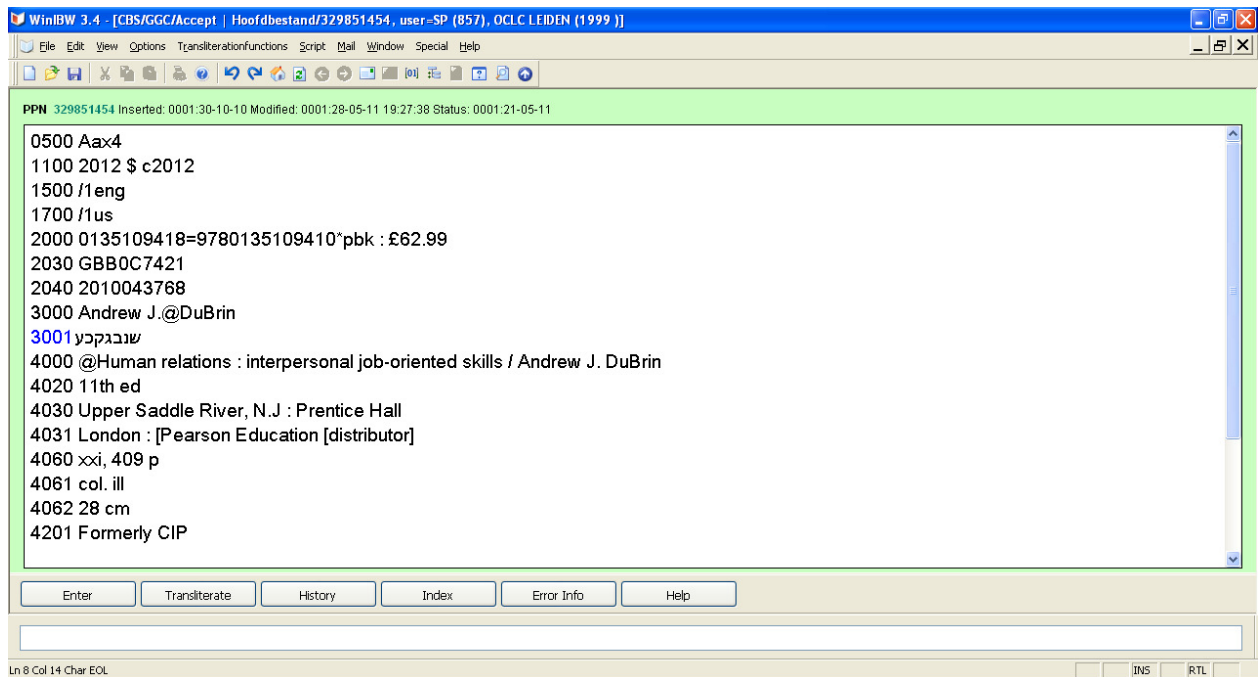 WinIBW 3.4 - [CBS/GGC/Accept | Hoofdbestand/329851454, user=SP (857), OCLC LEIDEN (1999 )]
File Edit View Options Transliterationfunctions Script Mail Window Special Help
PPN 329851454 Inserted: 0001:30-10-10 Modified: 0001:28-05-11 19:27:38 Status: 0001:21-05-11
0500 Aax4
1100 2012 $ c2012
1500 /1eng
1700 /1us
2000 0135109418=9780135109410*pbk : £62.99
2030 GBB0C7421
2040 2010043768
3000 Andrew J.@DuBrin
3001 שנבגקכע
4000 @Human relations : interpersonal job-oriented skills / Andrew J. DuBrin
4020 11th ed
4030 Upper Saddle River, N.J : Prentice Hall
4031 London : [Pearson Education [distributor]
4060 xxi, 409 p
4061 col. ill
4062 28 cm
4201 Formerly CIP
Enter Transliterate History Index Error Info Help
Ln 8 Col 14 Char EOL INS RTL